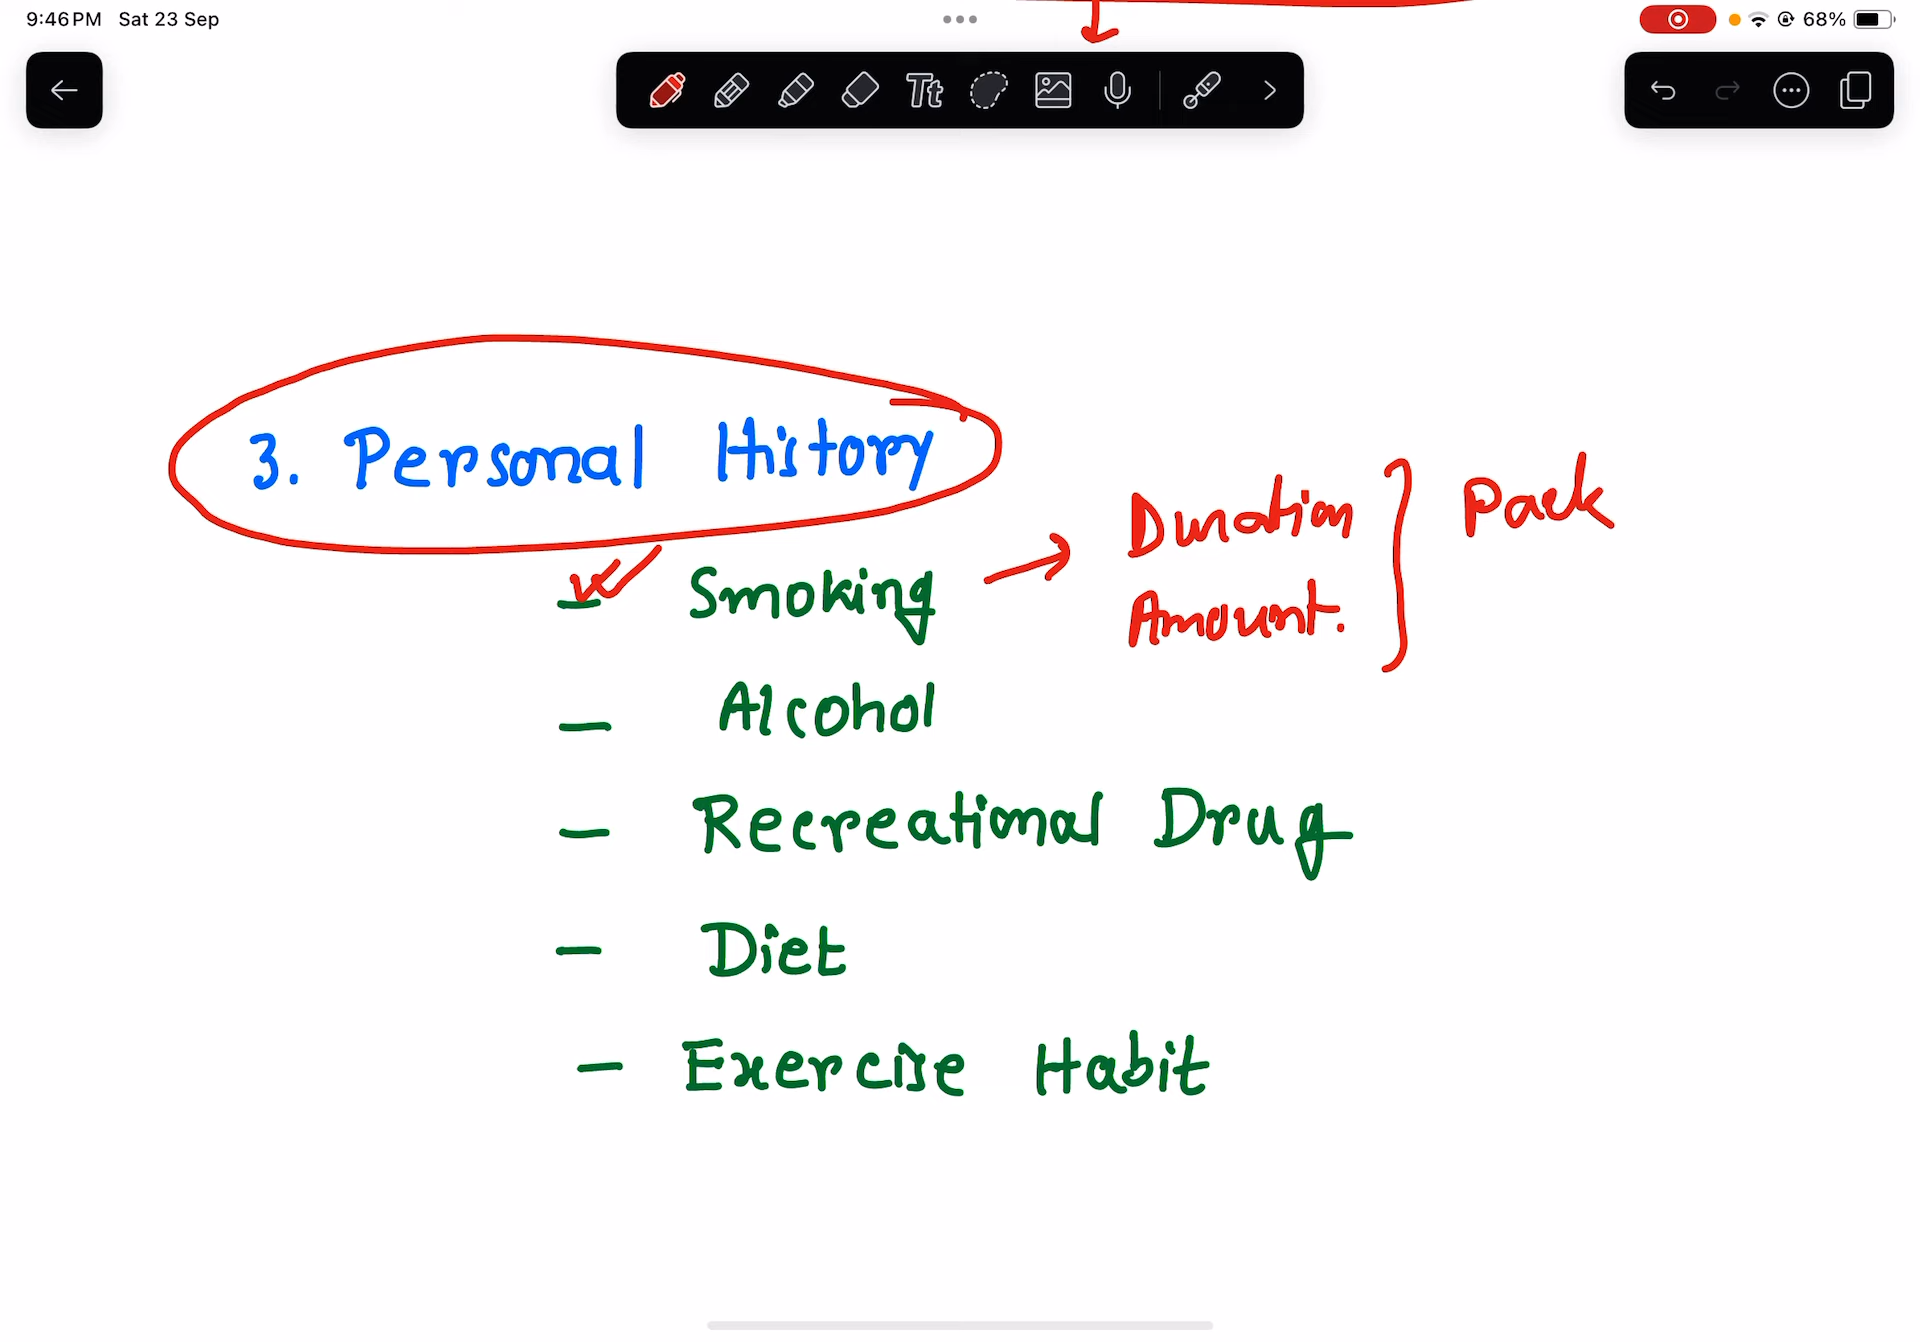 9:46 PM Sat 23 Sep
68%
Tt
3. Personal History
- Smoking → Duration
Amount. } Pack
- Alcohol
- Recreational Drug
- Diet
- Exercise Habit